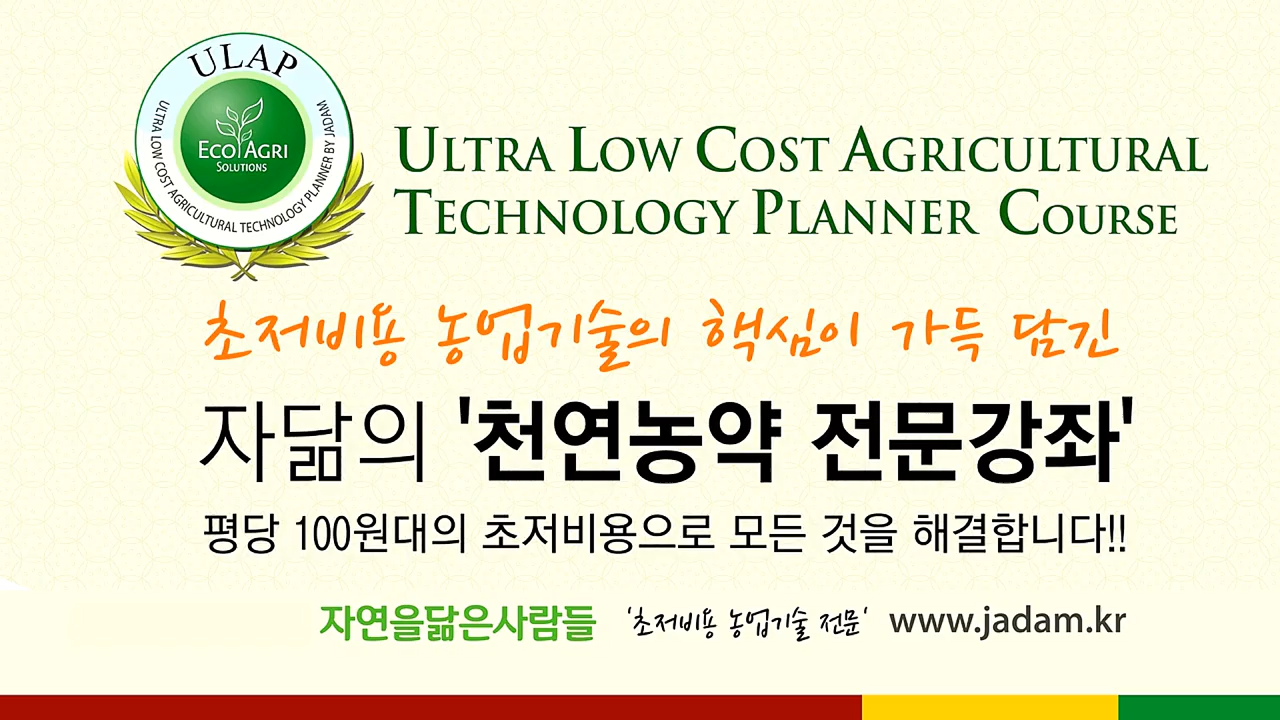 ULAP
ECO AGRI
SOLUTIONS
ULTRA LOW COST AGRICULTURAL TECHNOLOGY PLANNER BY JADAM
ULTRA LOW COST AGRICULTURAL
TECHNOLOGY PLANNER COURSE
초저비용 농업기술의 핵심이 가득 담긴
자닮의 '천연농약 전문강좌'
평당 100원대의 초저비용으로 모든 것을 해결합니다!!
자연을닮은사람들 '초저비용 농업기술 전문' www.jadam.kr